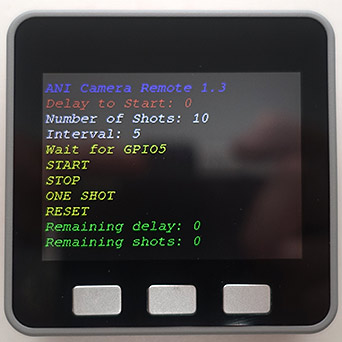 ANI Camera Remote 1.3
Delay to Start: 0
Number of Shots: 10
Interval: 5
Wait for GPIO5
START
STOP
ONE SHOT
RESET
Remaining delay: 0
Remaining shots: 0